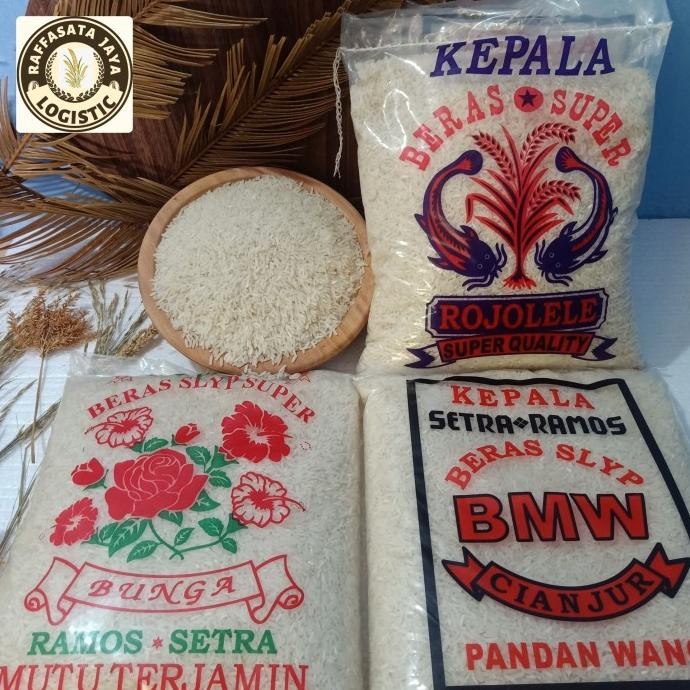 RAFFASATA JAYA
LOGISTIC
KEPALA
BERAS ★ SUPER
ROJOLELE
SUPER QUALITY
BERAS SLYP SUPER
BUNGA
RAMOS * SETRA
MUTU TERJAMIN
KEPALA
SETRA❖RAMOS
BERAS SLYP
BMW
CIANJUR
PANDAN WANG